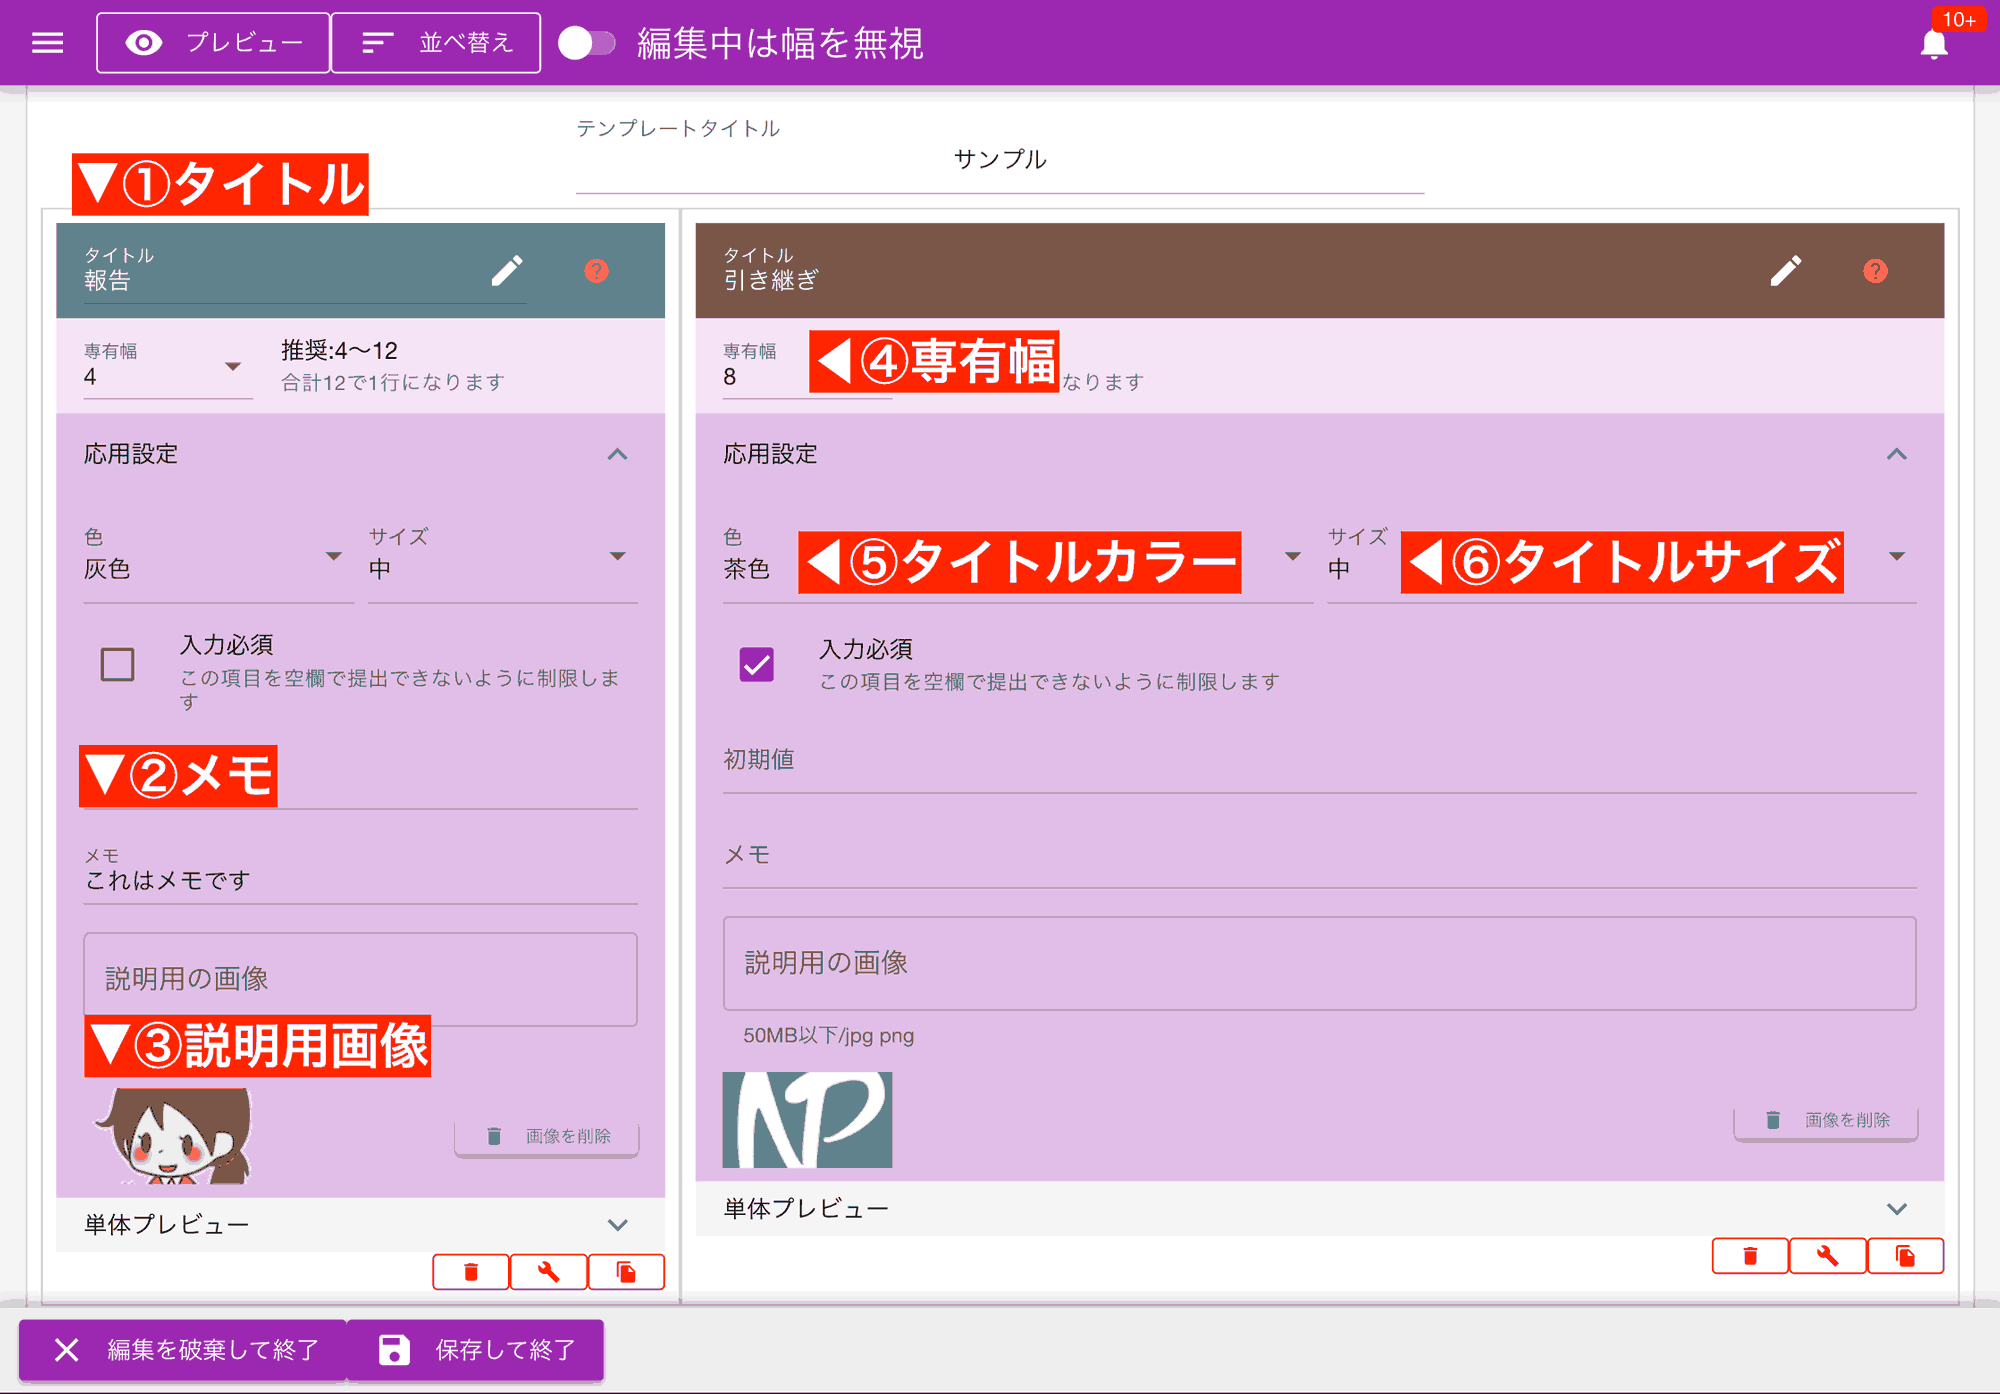 プレビュー
並べ替え
編集中は幅を無視
10+
テンプレートタイトル
サンプル
▼①タイトル
タイトル
報告
?
専有幅
4
推奨:4〜12
合計12で1行になります
応用設定
色
灰色
サイズ
中
入力必須
この項目を空欄で提出できないように制限しま
す
▼②メモ
メモ
これはメモです
説明用の画像
▼③説明用画像
画像を削除
単体プレビュー
タイトル
引き継ぎ
?
専有幅
8
◀④専有幅
なります
応用設定
色
茶色
◀⑤タイトルカラー
サイズ
中
◀⑥タイトルサイズ
入力必須
この項目を空欄で提出できないように制限します
初期値
メモ
説明用の画像
50MB以下/jpg png
NP
画像を削除
単体プレビュー
編集を破棄して終了
保存して終了